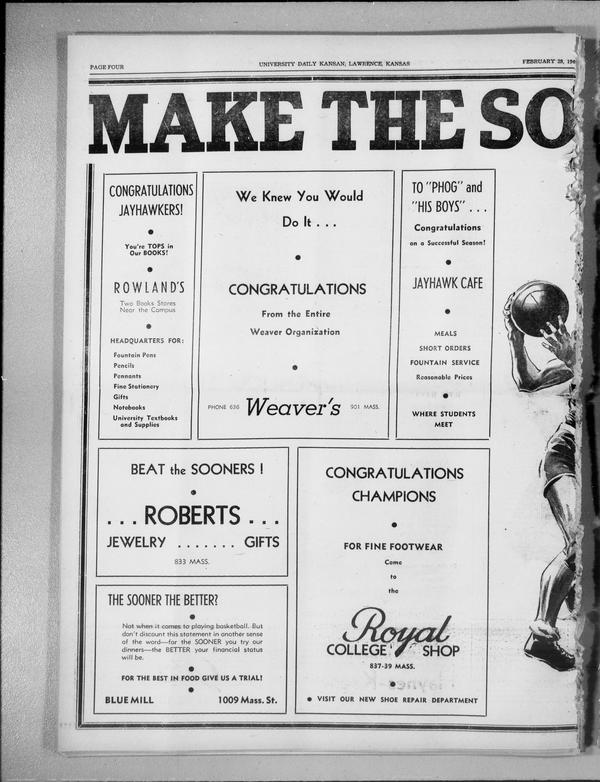 PAGE FOUR
UNIVERSITY DAILY KANSAN, LAWRENCE, KANSAS
FEBRUARY 28, 194
MAKE THE SO
CONGRATULATIONS
JAYHAWKERS!
You're TOPS in
Our BOOKS!
ROWLAND'S
Two Books Stores
Near the Campus
HEADQUARTERS FOR:
Fountain Pens
Pencils
Pennants
Fine Stationery
Gifts
Notebooks
University Textbooks
and Supplies
We Knew You Would
Do It . . .
CONGRATULATIONS
From the Entire
Weaver Organization
PHONE 636 Weaver's 901 MASS.
TO "PHOG" and
"HIS BOYS" . . .
Congratulations
on a Successful Season!
JAYHAWK CAFE
MEALS
SHORT ORDERS
FOUNTAIN SERVICE
Reasonable Prices
WHERE STUDENTS
MEET
BEAT the SOONERS !
. . . ROBERTS . . .
JEWELRY . . . . . . . GIFTS
833 MASS.
THE SOONER THE BETTER?
Not when it comes to playing basketball. But
don't discount this statement in another sense
of the word—for the SOONER you try our
dinners—the BETTER your financial status
will be.
FOR THE BEST IN FOOD GIVE US A TRIAL!
BLUE MILL 1009 Mass. St.
CONGRATULATIONS
CHAMPIONS
FOR FINE FOOTWEAR
Come
to
the
Royal
COLLEGE SHOP
837-39 MASS.
VISIT OUR NEW SHOE REPAIR DEPARTMENT